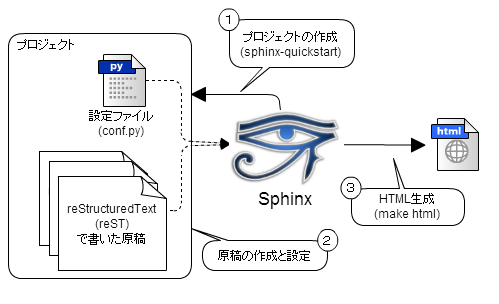 ①
プロジェクトの作成
(sphinx-quickstart)
プロジェクト
py
設定ファイル
(conf.py)
Sphinx
html
③
HTML生成
(make html)
reStructuredText
(reST)
で書いた原稿
②
原稿の作成と設定